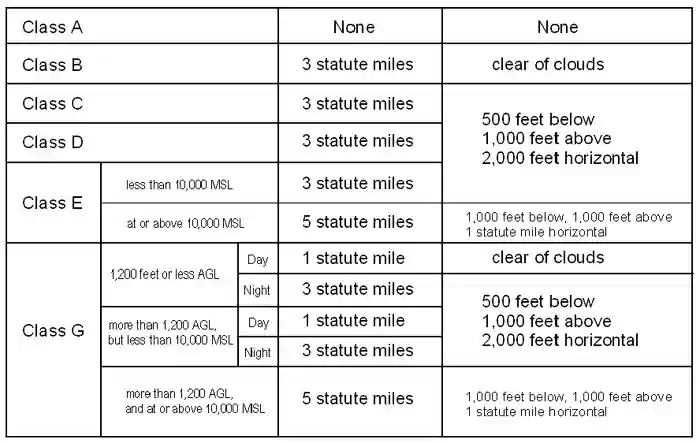 Class A
None
None
Class B
3 statute miles
clear of clouds
Class C
3 statute miles
500 feet below
1,000 feet above
2,000 feet horizontal
Class D
3 statute miles
Class E
less than 10,000 MSL
3 statute miles
at or above 10,000 MSL
5 statute miles
1,000 feet below, 1,000 feet above
1 statute mile horizontal
Class G
1,200 feet or less AGL
Day
1 statute mile
clear of clouds
Night
3 statute miles
500 feet below
1,000 feet above
2,000 feet horizontal
more than 1,200 AGL,
but less than 10,000 MSL
Day
1 statute mile
Night
3 statute miles
more than 1,200 AGL,
and at or above 10,000 MSL
5 statute miles
1,000 feet below, 1,000 feet above
1 statute mile horizontal